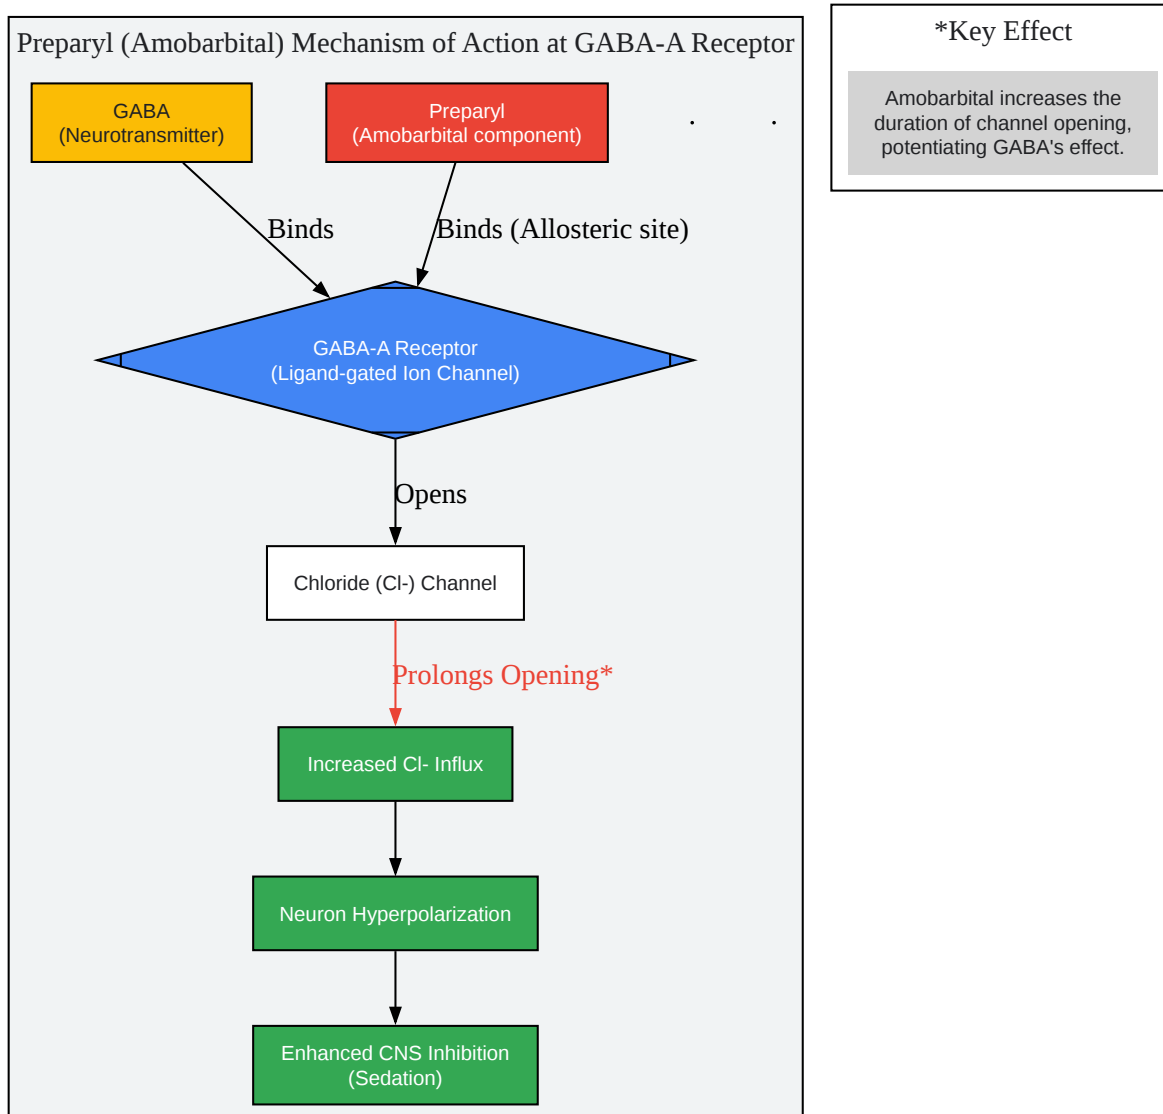 Preparyl (Amobarbital) Mechanism of Action at GABA-A Receptor
*Key Effect
Amobarbital increases the
duration of channel opening,
potentiating GABA's effect.
GABA
(Neurotransmitter)
Preparyl
(Amobarbital component)
.
.
Binds
Binds (Allosteric site)
GABA-A Receptor
(Ligand-gated Ion Channel)
Opens
Chloride (Cl-) Channel
Prolongs Opening*
Increased Cl- Influx
Neuron Hyperpolarization
Enhanced CNS Inhibition
(Sedation)